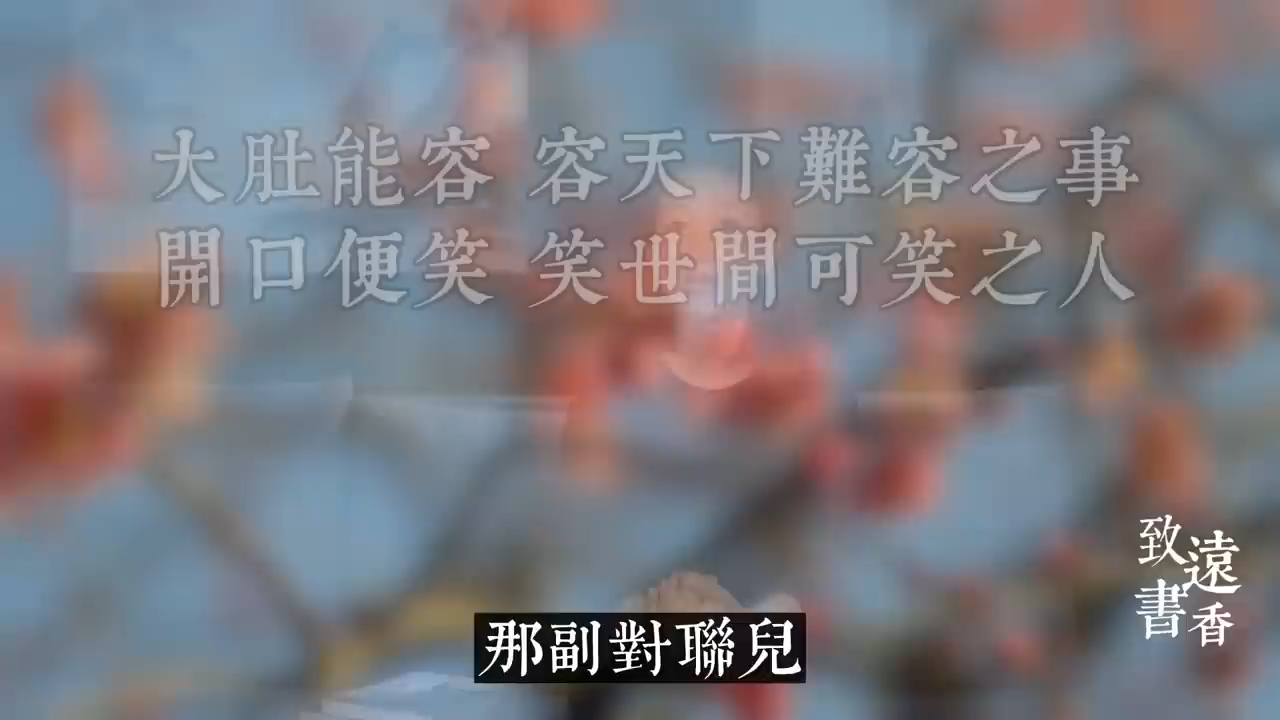 大肚能容 容天下難容之事
開口便笑 笑世間可笑之人
致遠書香
那副對聯兒